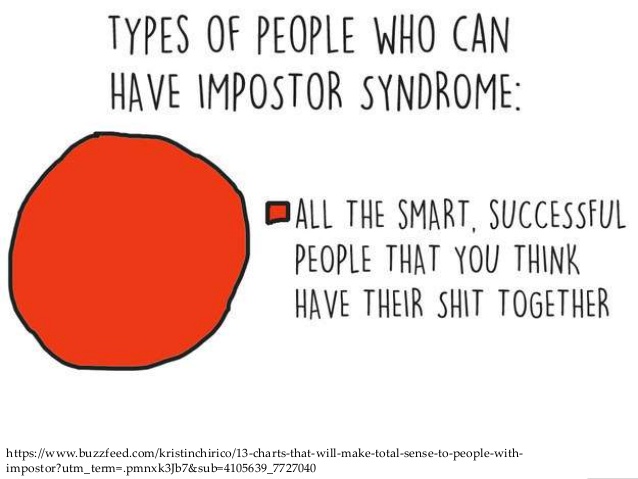 TYPES OF PEOPLE WHO CAN
HAVE IMPOSTOR SYNDROME:
ALL THE SMART, SUCCESSFUL
PEOPLE THAT YOU THINK
HAVE THEIR SHIT TOGETHER
https://www.buzzfeed.com/kristinchirico/13-charts-that-will-make-total-sense-to-people-with-
impostor?utm_term=.pmnxk3Jb7&sub=4105639_7727040